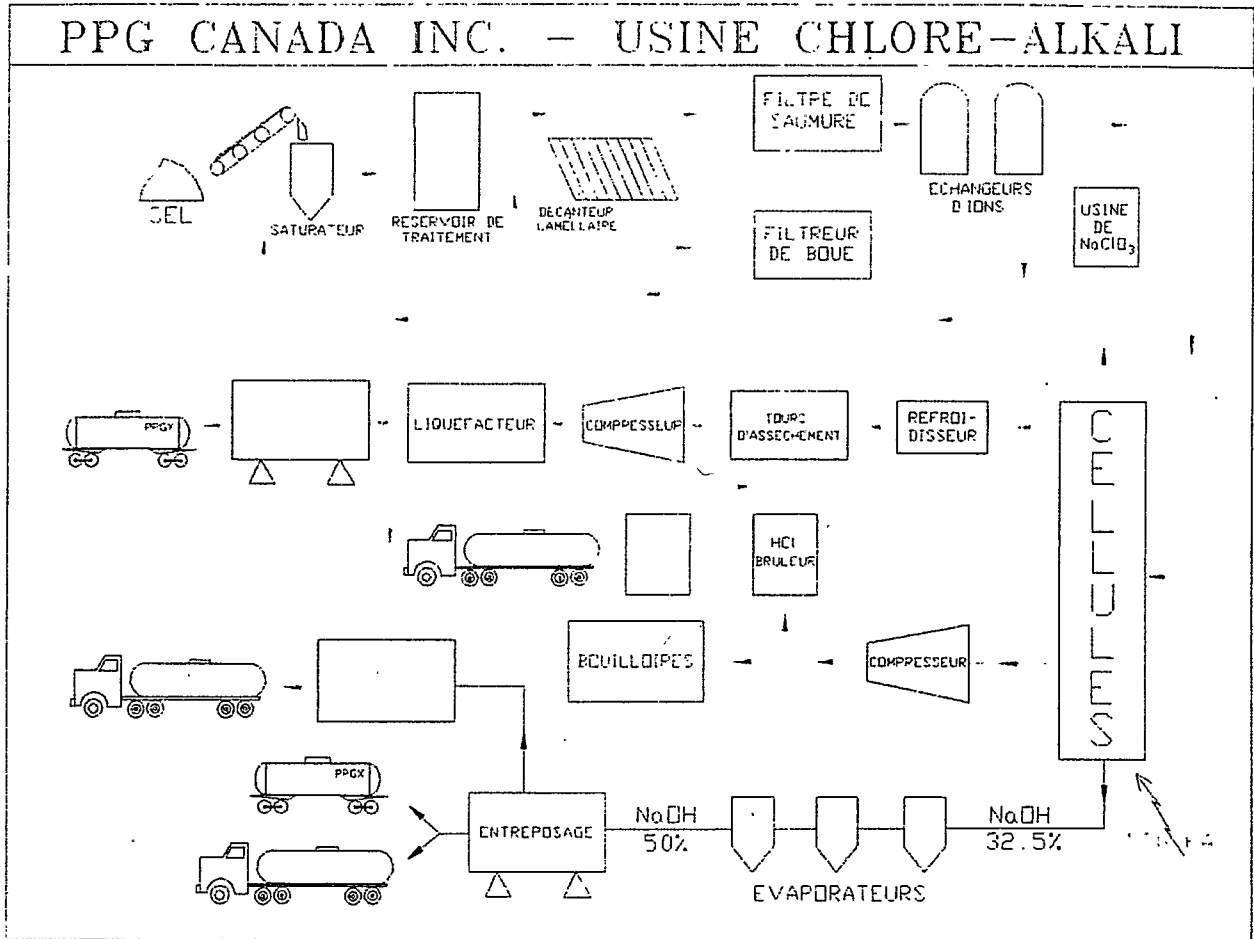 PPG CANADA INC. - USINE CHLORE-ALKALI
FILTRE DE
SAUMURE
ECHANGEURS
D'IONS
USINE
DE
NaClO₃
SEL
SATURATEUR
RESERVOIR DE
TRAITEMENT
DECANTEUR
LAMELLAIRE
FILTREUR
DE BOUE
PPGX
LIQUEFACTEUR
COMPRESSEUR
TOURS
D'ASSECHEMENT
REFROI-
DISSEUR
CELLULES
HCl
BRULEUR
BOUILLOIRES
COMPRESSEUR
PPGX
ENTREPOSAGE
NaOH
50%
EVAPORATEURS
NaOH
32.5%